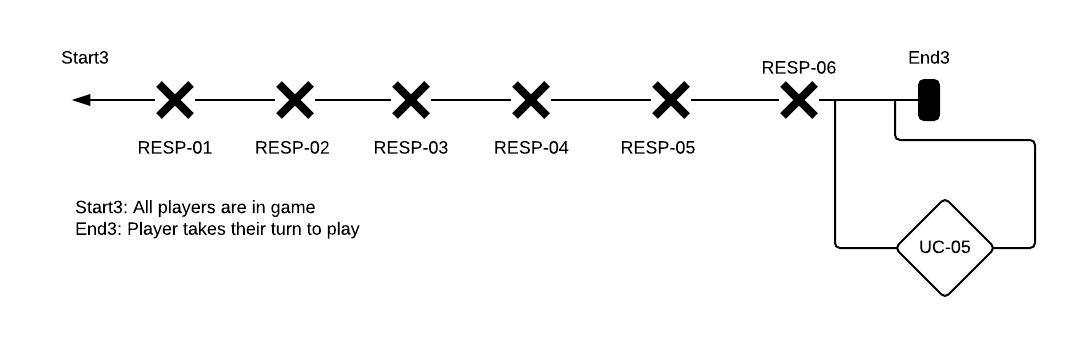 Start3
End3
RESP-06
RESP-01
RESP-02
RESP-03
RESP-04
RESP-05
Start3: All players are in game
End3: Player takes their turn to play
UC-05